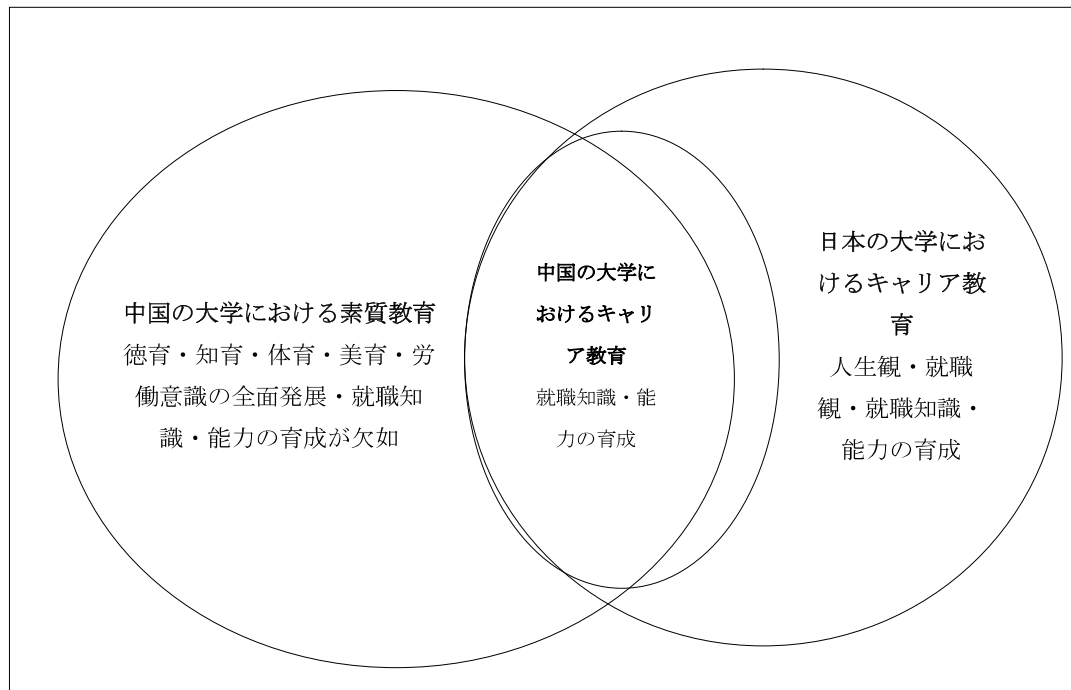 中国の大学における素質教育
徳育・知育・体育・美育・労
働意識の全面発展・就職知
識・能力の育成が欠如
中国の大学に
おけるキャリ
ア教育
就職知識・能
力の育成
日本の大学にお
けるキャリア教
育
人生観・就職
観・就職知識・
能力の育成